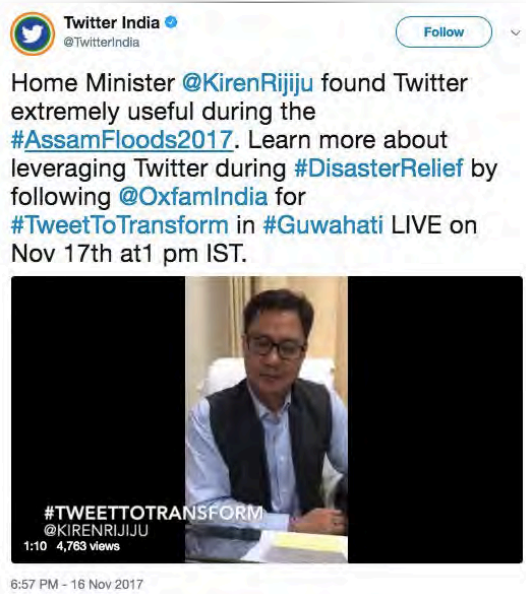 Twitter India
@TwitterIndia
Follow
Home Minister @KirenRijiju found Twitter
extremely useful during the
#AssamFloods2017. Learn more about
leveraging Twitter during #DisasterRelief by
following @OxfamIndia for
#TweetToTransform in #Guwahati LIVE on
Nov 17th at1 pm IST.
#TWEETTOTRANSFORM
@KIRENRIJIJU
1:10 4,763 views
6:57 PM - 16 Nov 2017